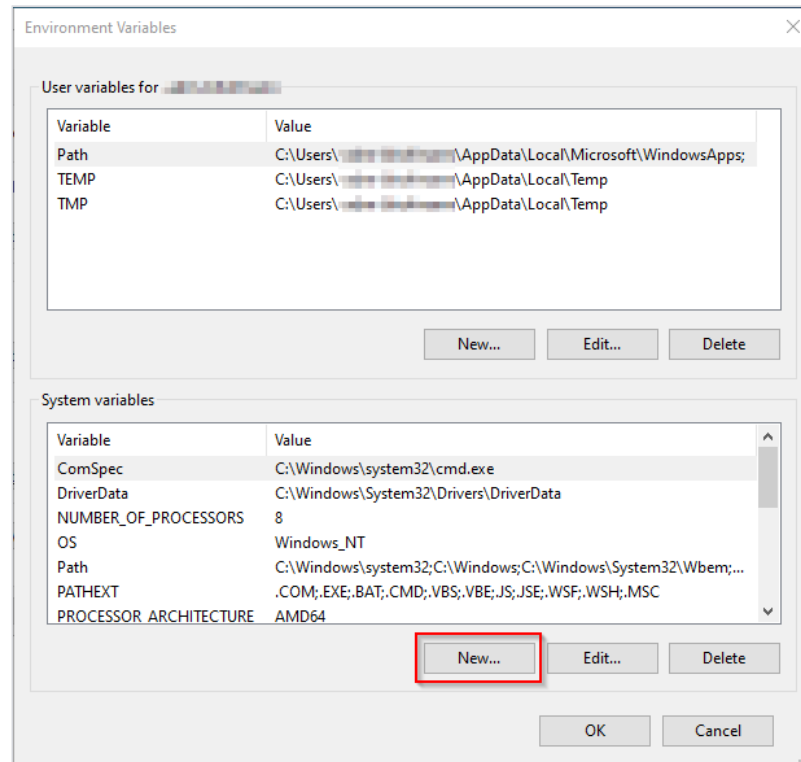 Environment Variables
User variables for
Variable Value
Path C:\Users\ \AppData\Local\Microsoft\WindowsApps;
TEMP C:\Users\ \AppData\Local\Temp
TMP C:\Users\ \AppData\Local\Temp
New... Edit... Delete
System variables
Variable Value
ComSpec C:\Windows\system32\cmd.exe
DriverData C:\Windows\System32\Drivers\DriverData
NUMBER_OF_PROCESSORS 8
OS Windows_NT
Path C:\Windows\system32;C:\Windows;C:\Windows\System32\Wbem;...
PATHEXT .COM;.EXE;.BAT;.CMD;.VBS;.VBE;.JS;.JSE;.WSF;.WSH;.MSC
PROCESSOR_ARCHITECTURE AMD64
New... Edit... Delete
OK Cancel